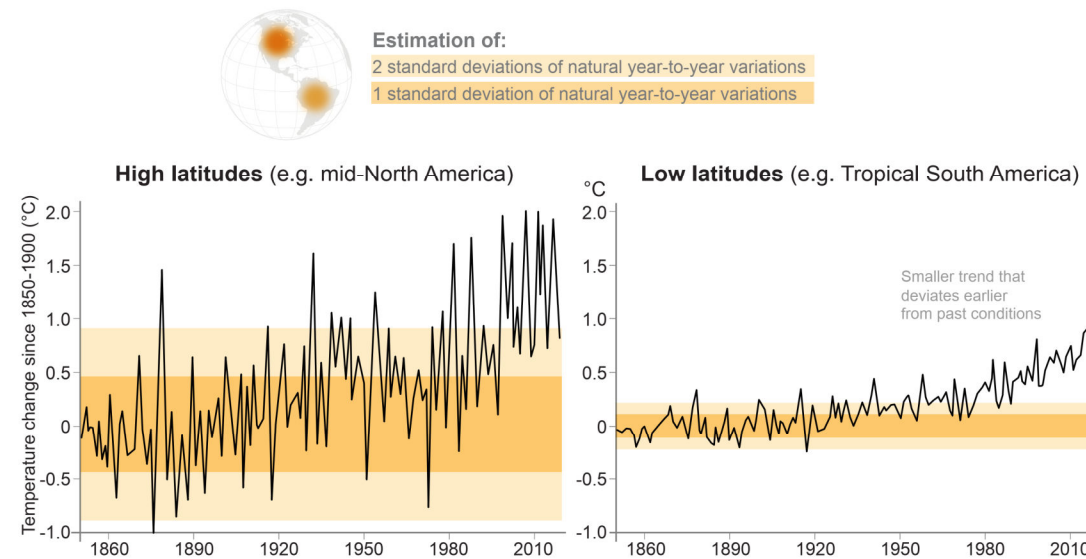 Estimation of:
2 standard deviations of natural year-to-year variations
1 standard deviation of natural year-to-year variations
High latitudes (e.g. mid-North America)
Temperature change since 1850-1900 (°C)
2.0
1.0
0.5
0
-0.5
-1.0
1860
1890
1920
1950
1980
2010
°C
Low latitudes (e.g. Tropical South America)
Smaller trend that
deviates earlier
from past conditions
2.0
1.0
0.5
0
-0.5
-1.0
1860
1890
1920
1950
1980